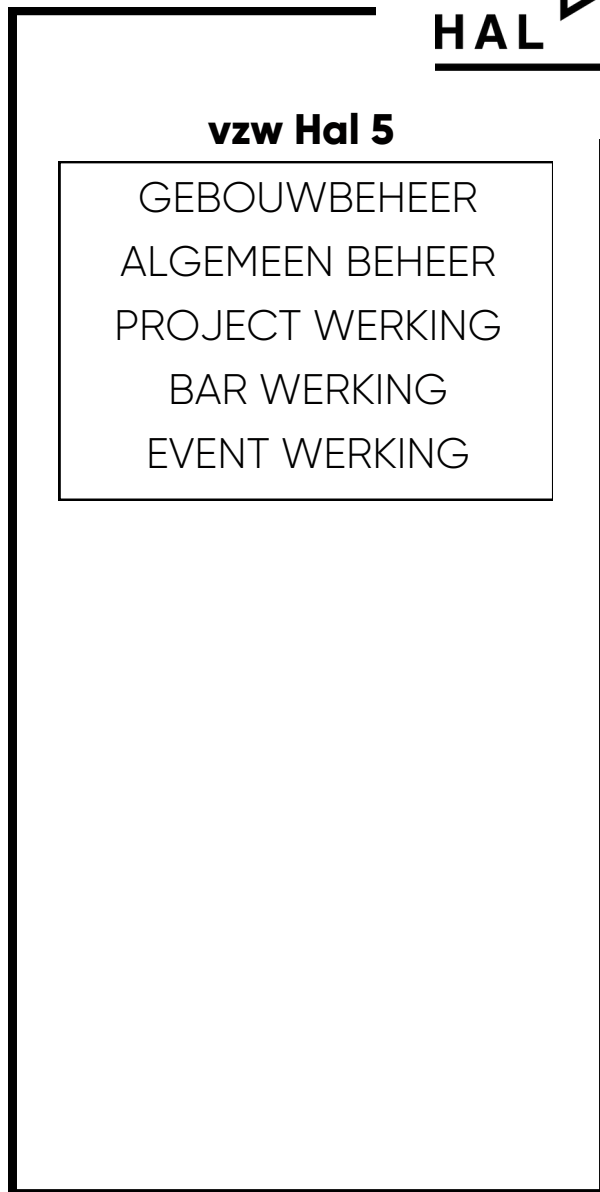 HAL
vzw Hal 5
GEBOUWBEHEER
ALGEMEEN BEHEER
PROJECT WERKING
BAR WERKING
EVENT WERKING